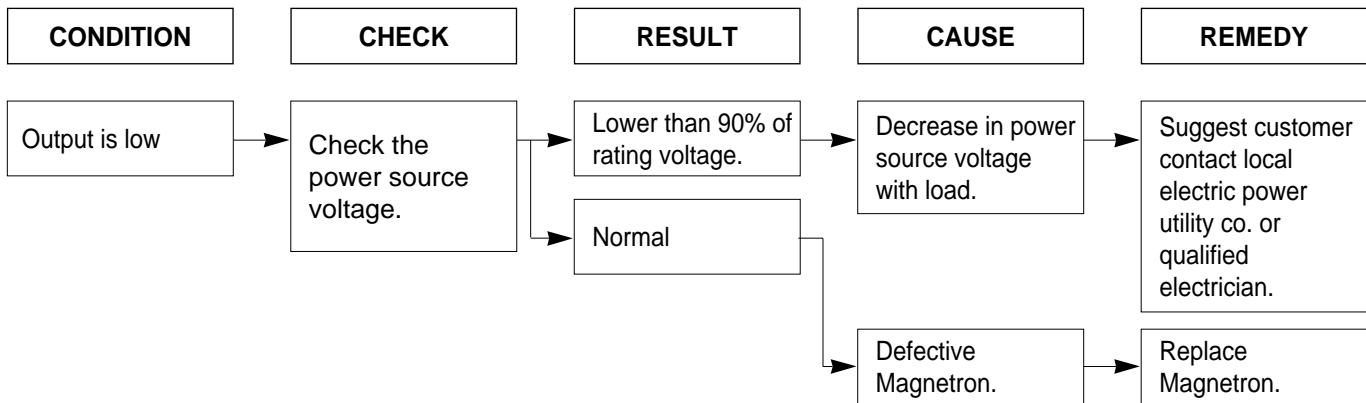 CONDITION
CHECK
RESULT
CAUSE
REMEDY
Output is low
Check the
power source
voltage.
Lower than 90% of
rating voltage.
Decrease in power
source voltage
with load.
Suggest customer
contact local
electric power
utility co. or
qualified
electrician.
Normal
Defective
Magnetron.
Replace
Magnetron.